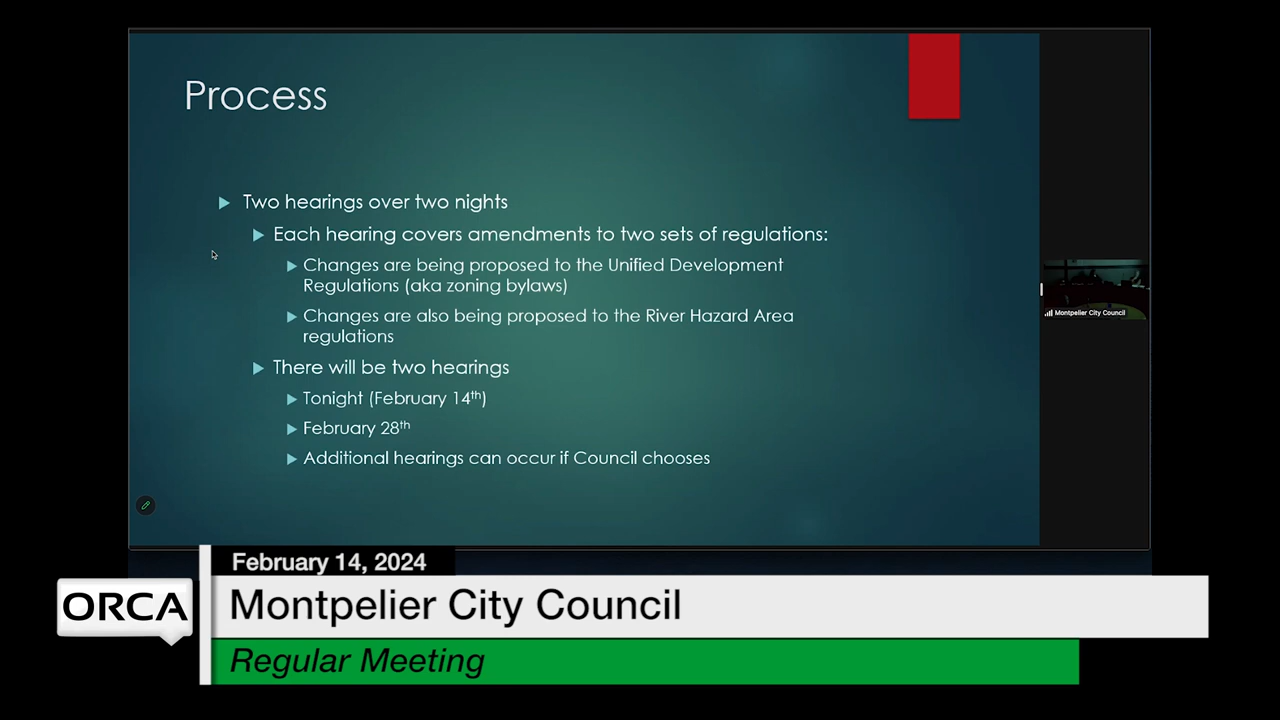 Process
Two hearings over two nights
Each hearing covers amendments to two sets of regulations:
Changes are being proposed to the Unified Development
Regulations (aka zoning bylaws)
Changes are also being proposed to the River Hazard Area
regulations
There will be two hearings
Tonight (February 14th)
February 28th
Additional hearings can occur if Council chooses
Montpelier City Council
February 14, 2024
ORCA
Montpelier City Council
Regular Meeting